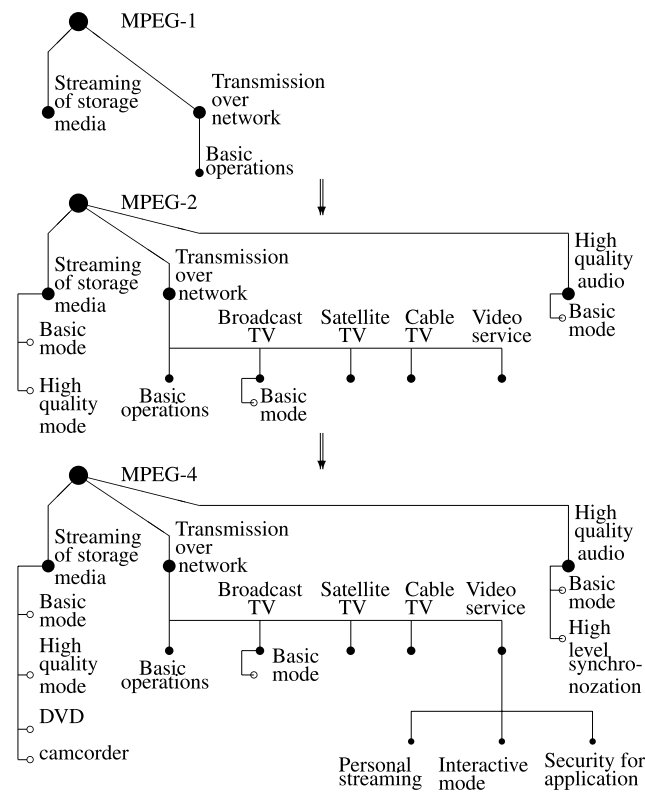 MPEG-1
Streaming
of storage
media
Transmission
over
network
Basic
operations
MPEG-2
Streaming
of storage
media
Basic
mode
High
quality
mode
Transmission
over
network
Basic
operations
Broadcast
TV
Basic
mode
Satellite
TV
Cable
TV
Video
service
High
quality
audio
Basic
mode
MPEG-4
Streaming
of storage
media
Basic
mode
High
quality
mode
DVD
camcorder
Transmission
over
network
Basic
operations
Broadcast
TV
Basic
mode
Satellite
TV
Cable
TV
Video
service
Personal
streaming
Interactive
mode
Security for
application
High
quality
audio
Basic
mode
High
level
synchro-
nozation